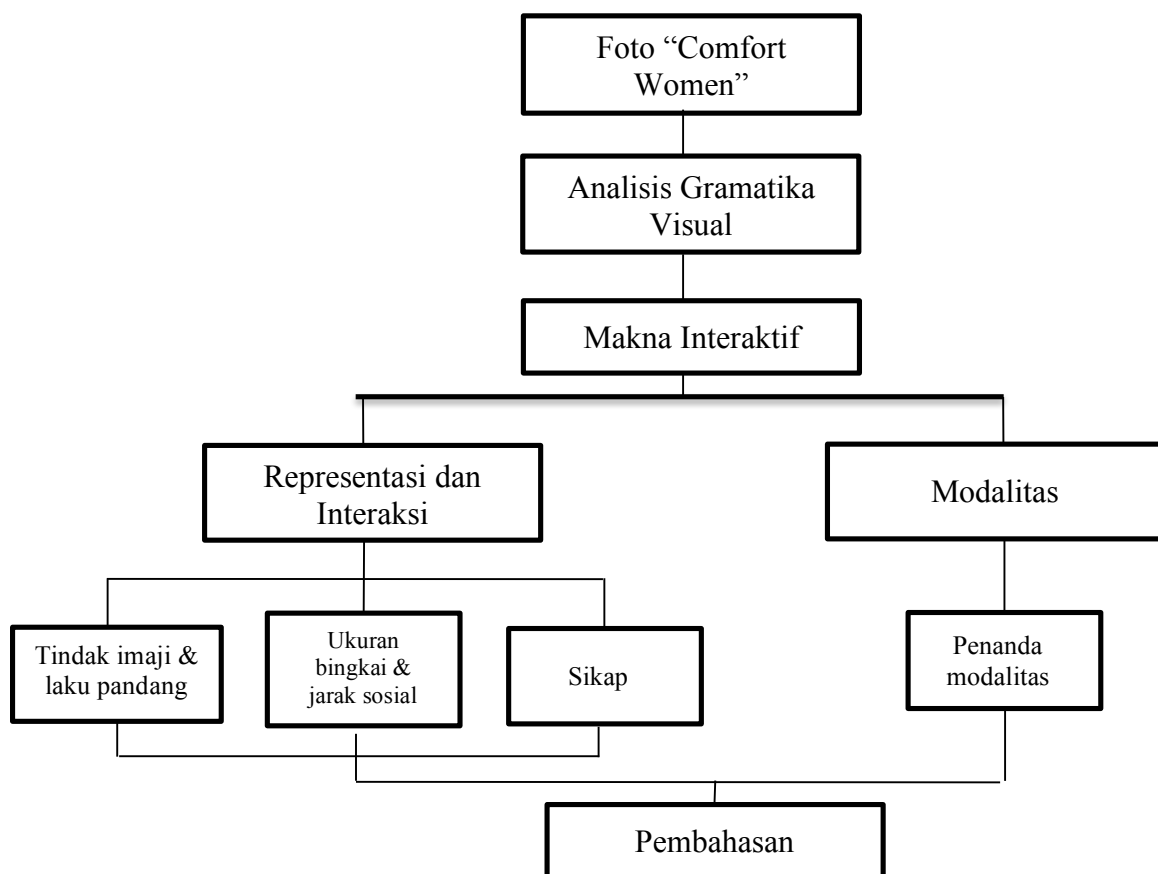 Foto “Comfort
Women”
Analisis Gramatika
Visual
Makna Interaktif
Representasi dan
Interaksi
Modalitas
Tindak imaji &
laku pandang
Ukuran
bingkai &
jarak sosial
Sikap
Penanda
modalitas
Pembahasan